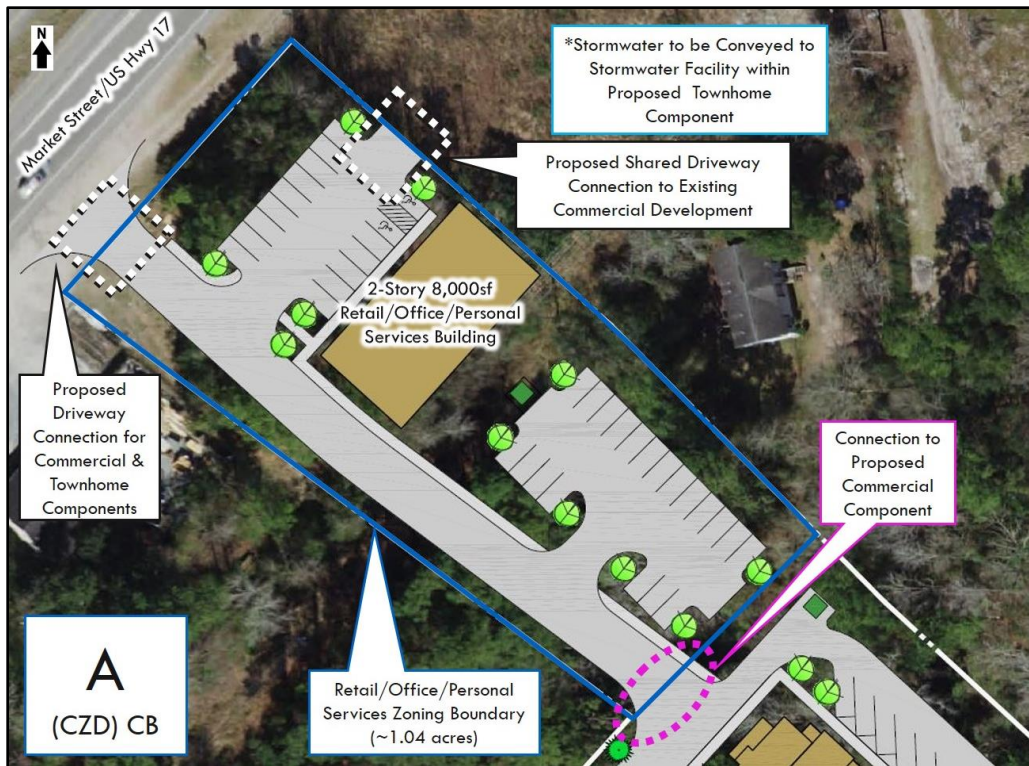 N
Market Street/US Hwy 17
*Stormwater to be Conveyed to
Stormwater Facility within
Proposed Townhome
Component
Proposed Shared Driveway
Connection to Existing
Commercial Development
2-Story 8,000sf
Retail/Office/Personal
Services Building
Proposed
Driveway
Connection for
Commercial &
Townhome
Components
Connection to
Proposed
Commercial
Component
A
(CZD) CB
Retail/Office/Personal
Services Zoning Boundary
(~1.04 acres)